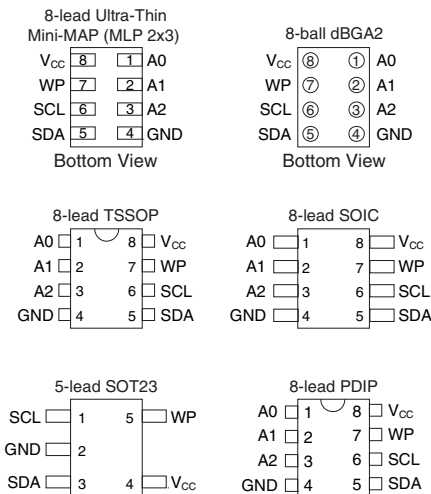 8-lead Ultra-Thin
Mini-MAP (MLP 2x3)
VCC 8 1 A0
WP 7 2 A1
SCL 6 3 A2
SDA 5 4 GND
Bottom View
8-ball dBGA2
VCC 8 1 A0
WP 7 2 A1
SCL 6 3 A2
SDA 5 4 GND
Bottom View
8-lead TSSOP
A0 1 8 VCC
A1 2 7 WP
A2 3 6 SCL
GND 4 5 SDA
8-lead SOIC
A0 1 8 VCC
A1 2 7 WP
A2 3 6 SCL
GND 4 5 SDA
5-lead SOT23
SCL 1 5 WP
GND 2
SDA 3 4 VCC
8-lead PDIP
A0 1 8 VCC
A1 2 7 WP
A2 3 6 SCL
GND 4 5 SDA